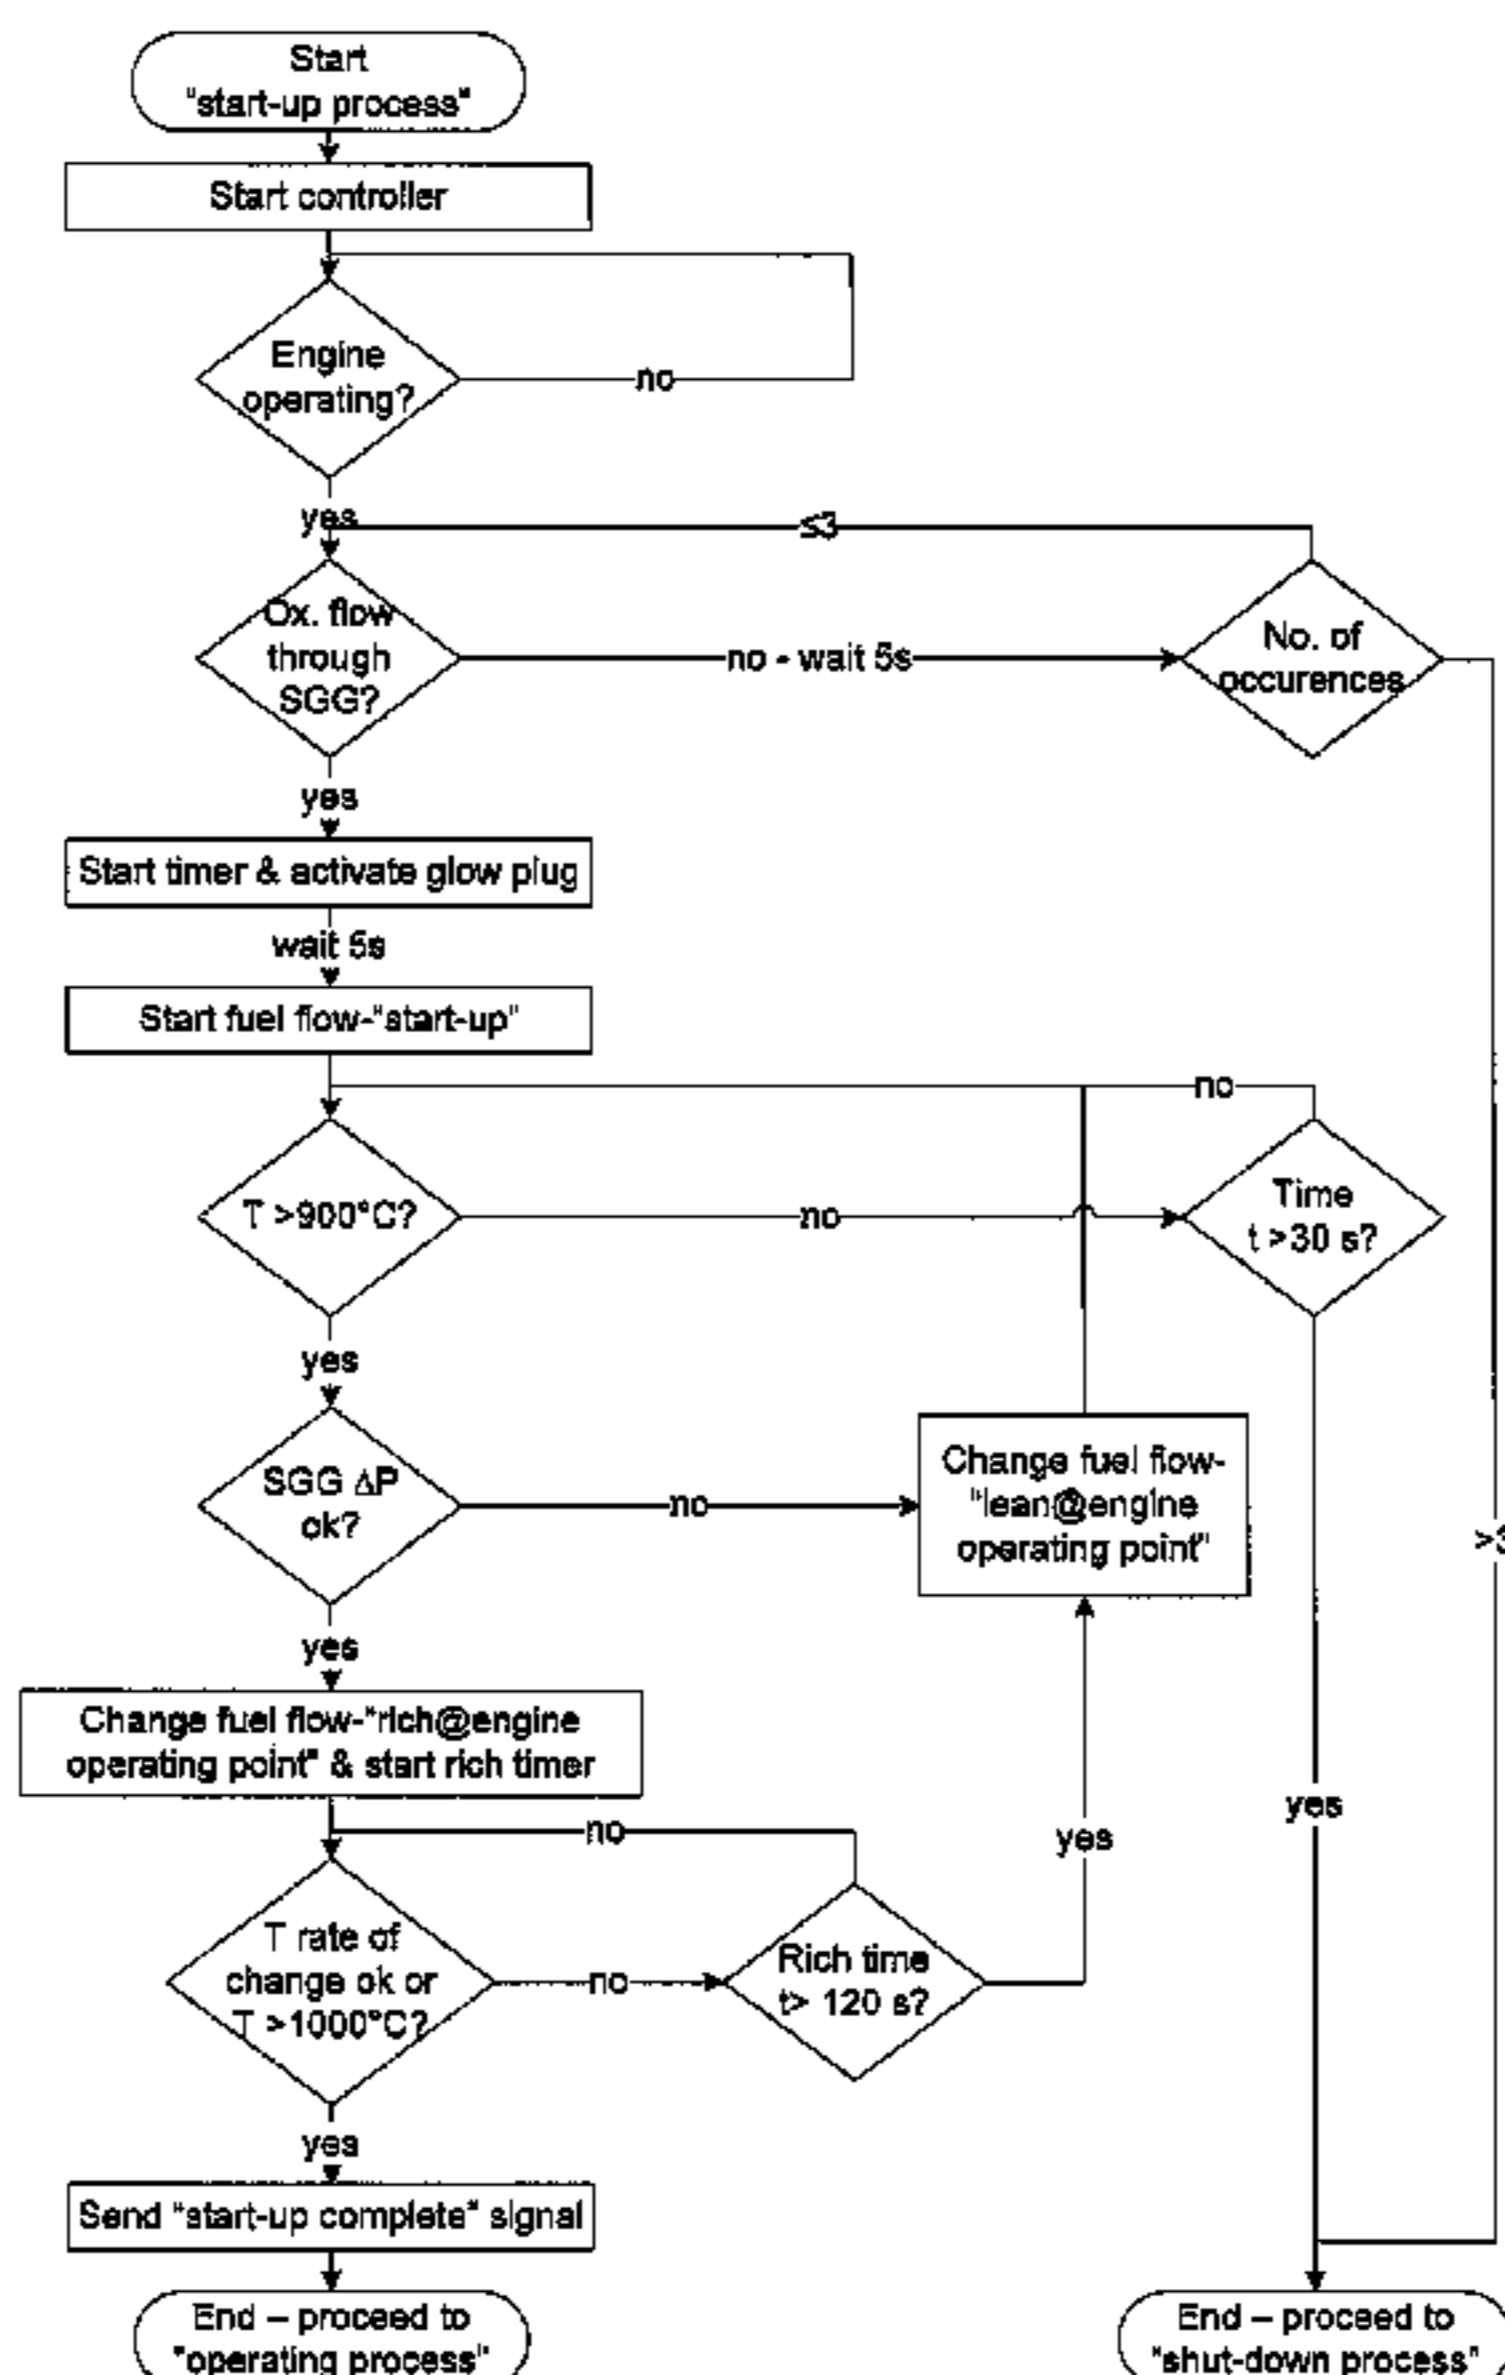 Start
"start-up process"
Start controller
Engine
operating?
no
yes
≤3
Ox. flow
through
SGG?
no - wait 5s
No. of
occurences
yes
Start timer & activate glow plug
wait 5s
Start fuel flow-"start-up"
no
T >900°C?
no
Time
t >30 s?
yes
SGG ΔP
ok?
no
Change fuel flow-
"lean@engine
operating point"
>3
yes
Change fuel flow-"rich@engine
operating point" & start rich timer
no
yes
yes
T rate of
change ok or
T >1000°C?
no
Rich time
t> 120 s?
yes
Send "start-up complete" signal
End – proceed to
"operating process"
End – proceed to
"shut-down process"